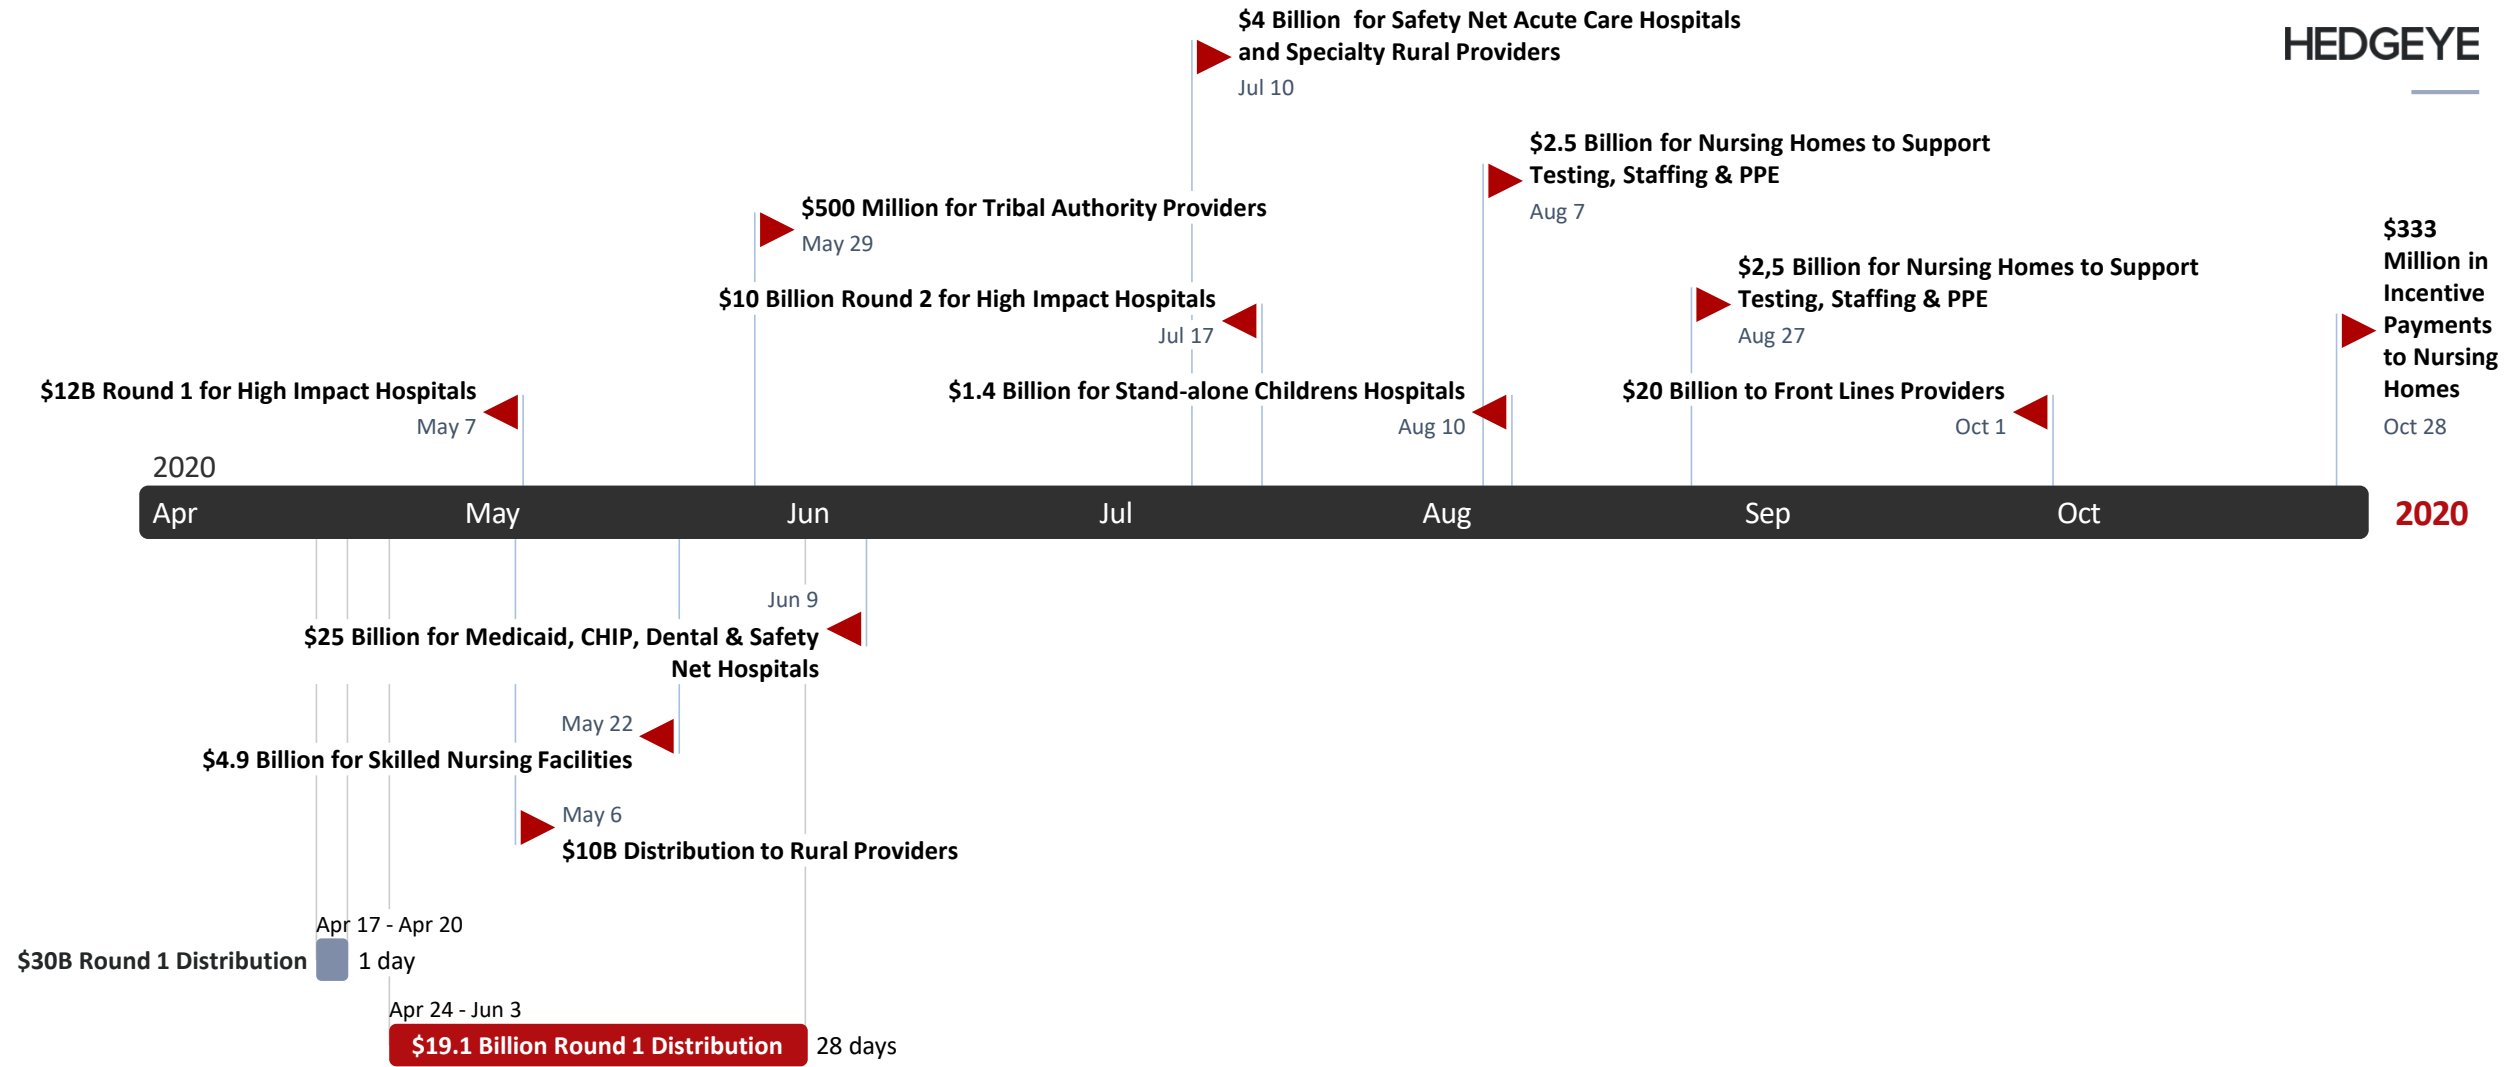 $4 Billion  for Safety Net Acute Care Hospitals
and Specialty Rural Providers
Jul 10
HEDGEYE
$2.5 Billion for Nursing Homes to Support
Testing, Staffing & PPE
Aug 7
$500 Million for Tribal Authority Providers
May 29
$333
Million in
Incentive
Payments
to Nursing
Homes
Oct 28
$2,5 Billion for Nursing Homes to Support
Testing, Staffing & PPE
Aug 27
$10 Billion Round 2 for High Impact Hospitals
Jul 17
$12B Round 1 for High Impact Hospitals
May 7
$1.4 Billion for Stand-alone Childrens Hospitals
Aug 10
$20 Billion to Front Lines Providers
Oct 1
2020
Apr May Jun Jul Aug Sep Oct 2020
Jun 9
$25 Billion for Medicaid, CHIP, Dental & Safety
Net Hospitals
May 22
$4.9 Billion for Skilled Nursing Facilities
May 6
$10B Distribution to Rural Providers
Apr 17 - Apr 20
$30B Round 1 Distribution 1 day
Apr 24 - Jun 3
$19.1 Billion Round 1 Distribution 28 days